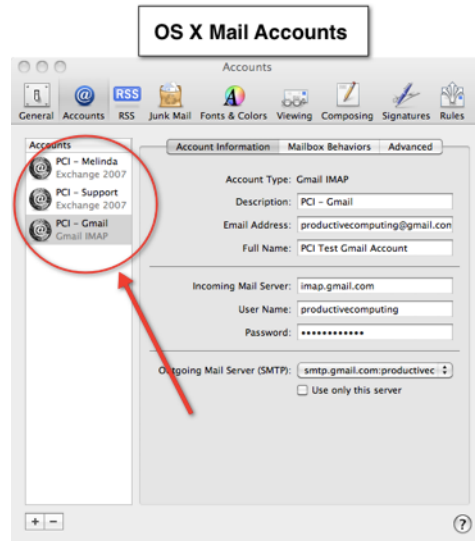 OS X Mail Accounts
Accounts
General Accounts RSS Junk Mail Fonts & Colors Viewing Composing Signatures Rules
RSS
Accounts
PCI - Melinda
Exchange 2007
PCI - Support
Exchange 2007
PCI - Gmail
Gmail IMAP
Account Information Mailbox Behaviors Advanced
Account Type: Gmail IMAP
Description: PCI - Gmail
Email Address: productivecomputing@gmail.con
Full Name: PCI Test Gmail Account
Incoming Mail Server: imap.gmail.com
User Name: productivecomputing
Password: ••••••••••••
Outgoing Mail Server (SMTP): smtp.gmail.com:productivec
Use only this server
+ −
?